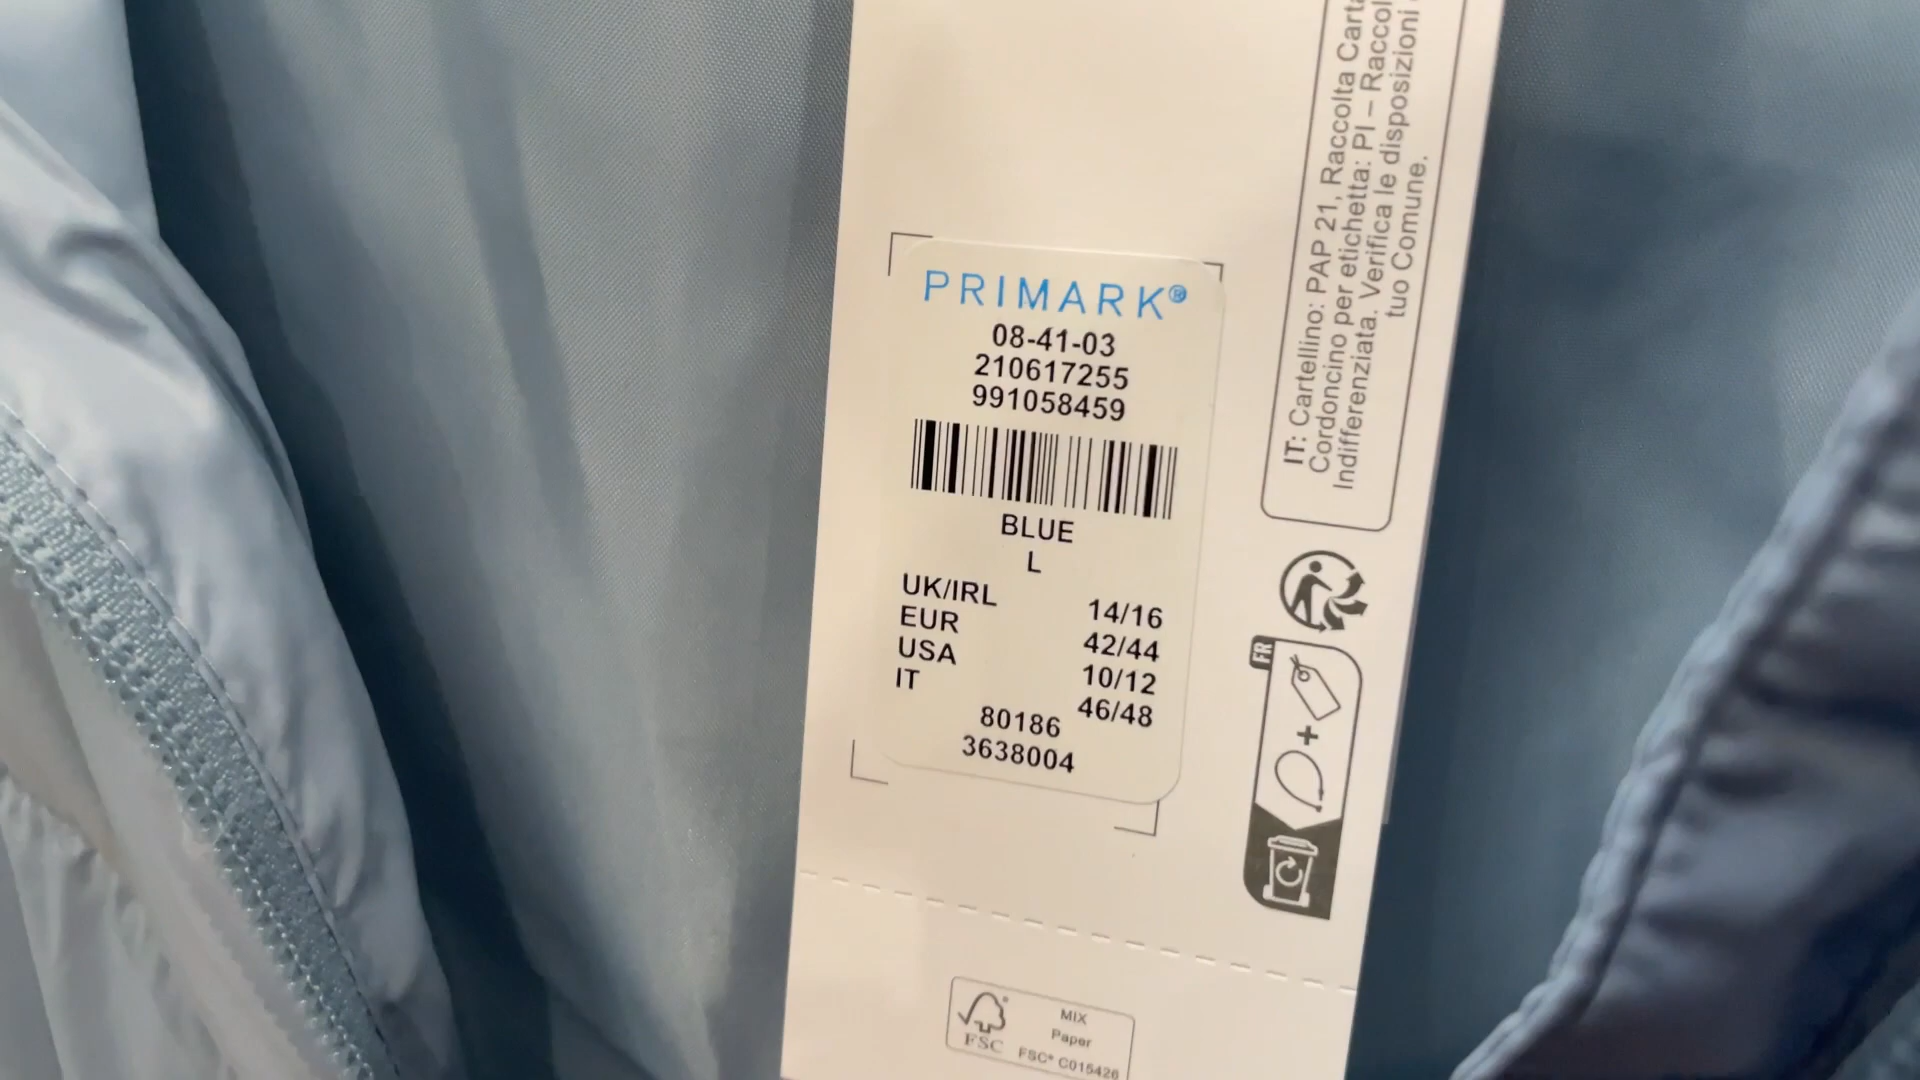 PRIMARK®
08-41-03
210617255
991058459
BLUE
L
UK/IRL 14/16
EUR 42/44
USA 10/12
IT 46/48
80186
3638004
IT: Cartellino: PAP 21, Raccolta Carta
Cordoncino per etichetta: PI – Raccol
Indifferenziata. Verifica le disposizioni
tuo Comune.
FR
FSC
MIX
Paper
FSC® C015426